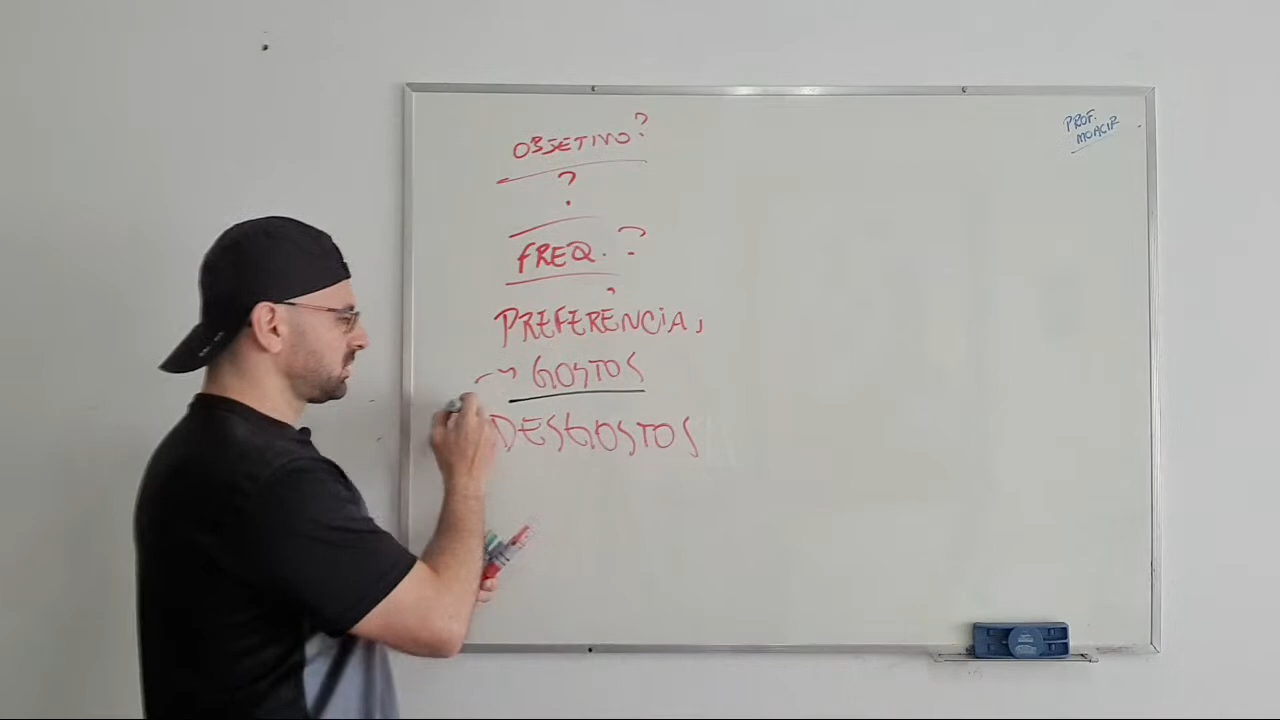 OBJETIVO?
?
FREQ. ?
PREFERENCIA,
GOSTOS
DESGOSTOS
PROF.
MOACIR